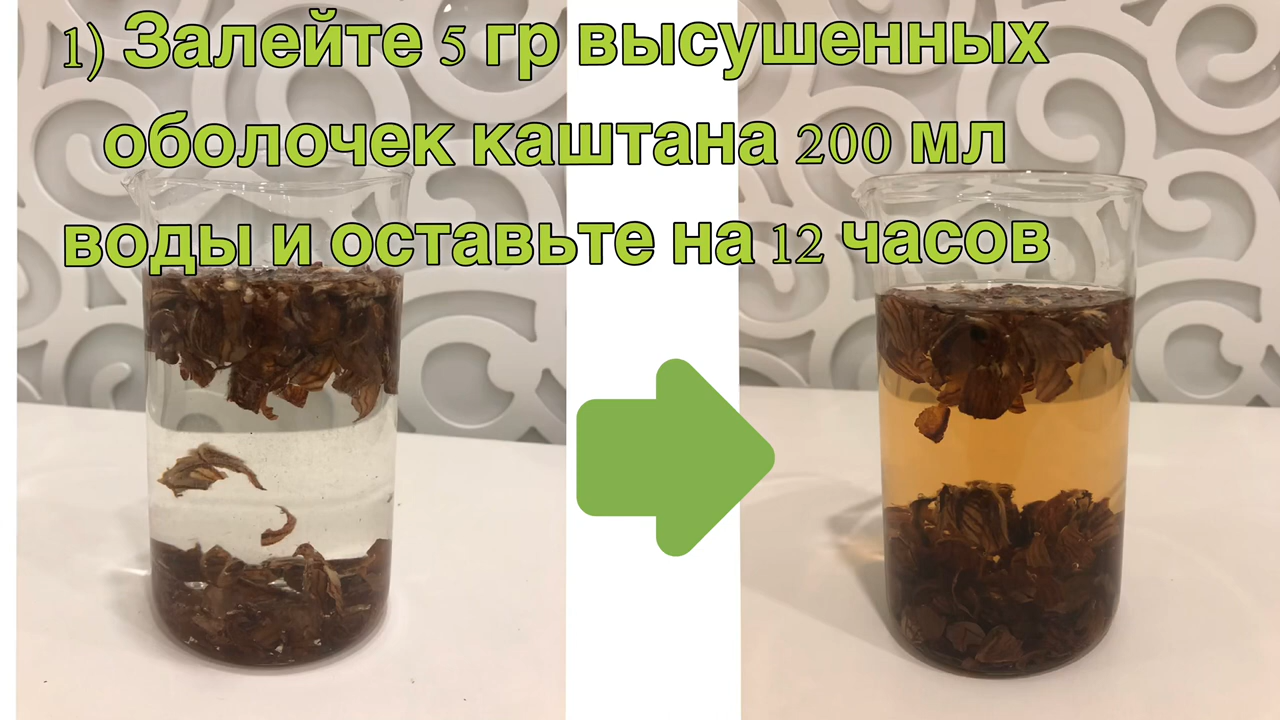 1) Залейте 5 гр высушенных
оболочек каштана 200 мл
воды и оставьте на 12 часов